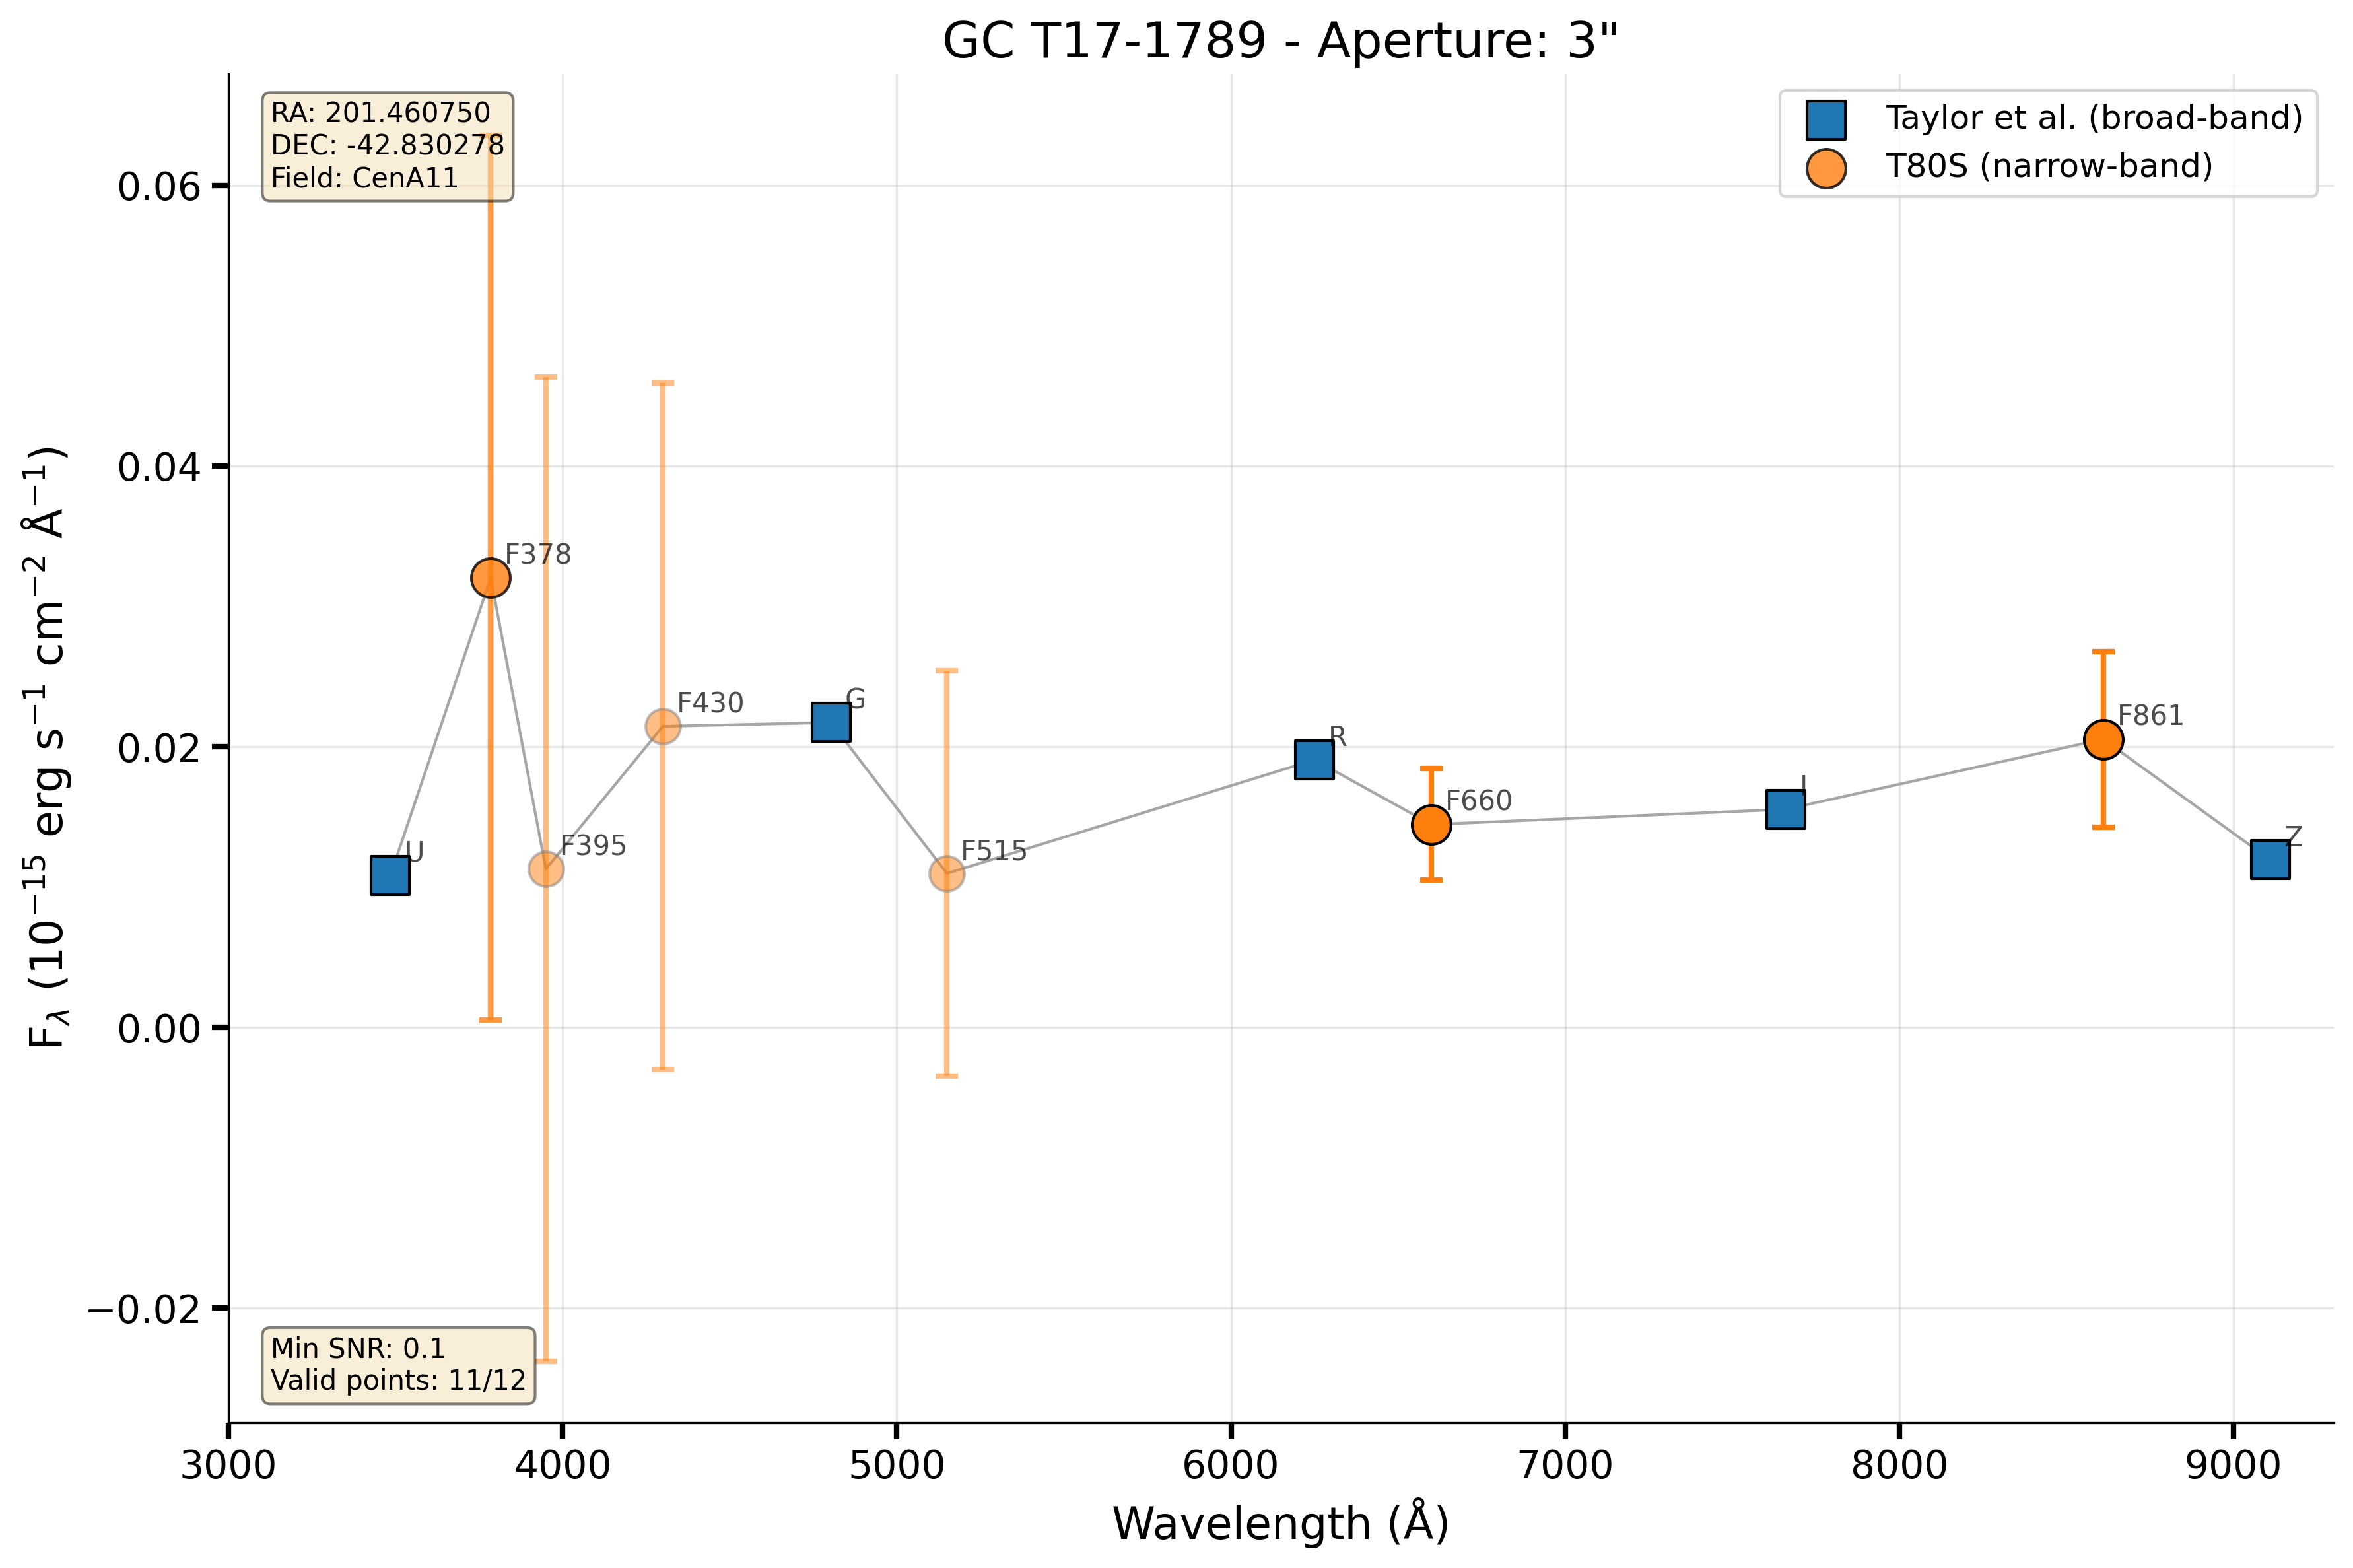 GC T17-1789 - Aperture: 3"
RA: 201.460750
DEC: -42.830278
Field: CenA11
Taylor et al. (broad-band)
T80S (narrow-band)
0.06
0.04
0.02
0.00
−0.02
F378
F430
G
R
F861
F660
I
Z
U
F395
F515
Min SNR: 0.1
Valid points: 11/12
3000 4000 5000 6000 7000 8000 9000
Wavelength (Å)
Fλ (10⁻¹⁵ erg s⁻¹ cm⁻² Å⁻¹)